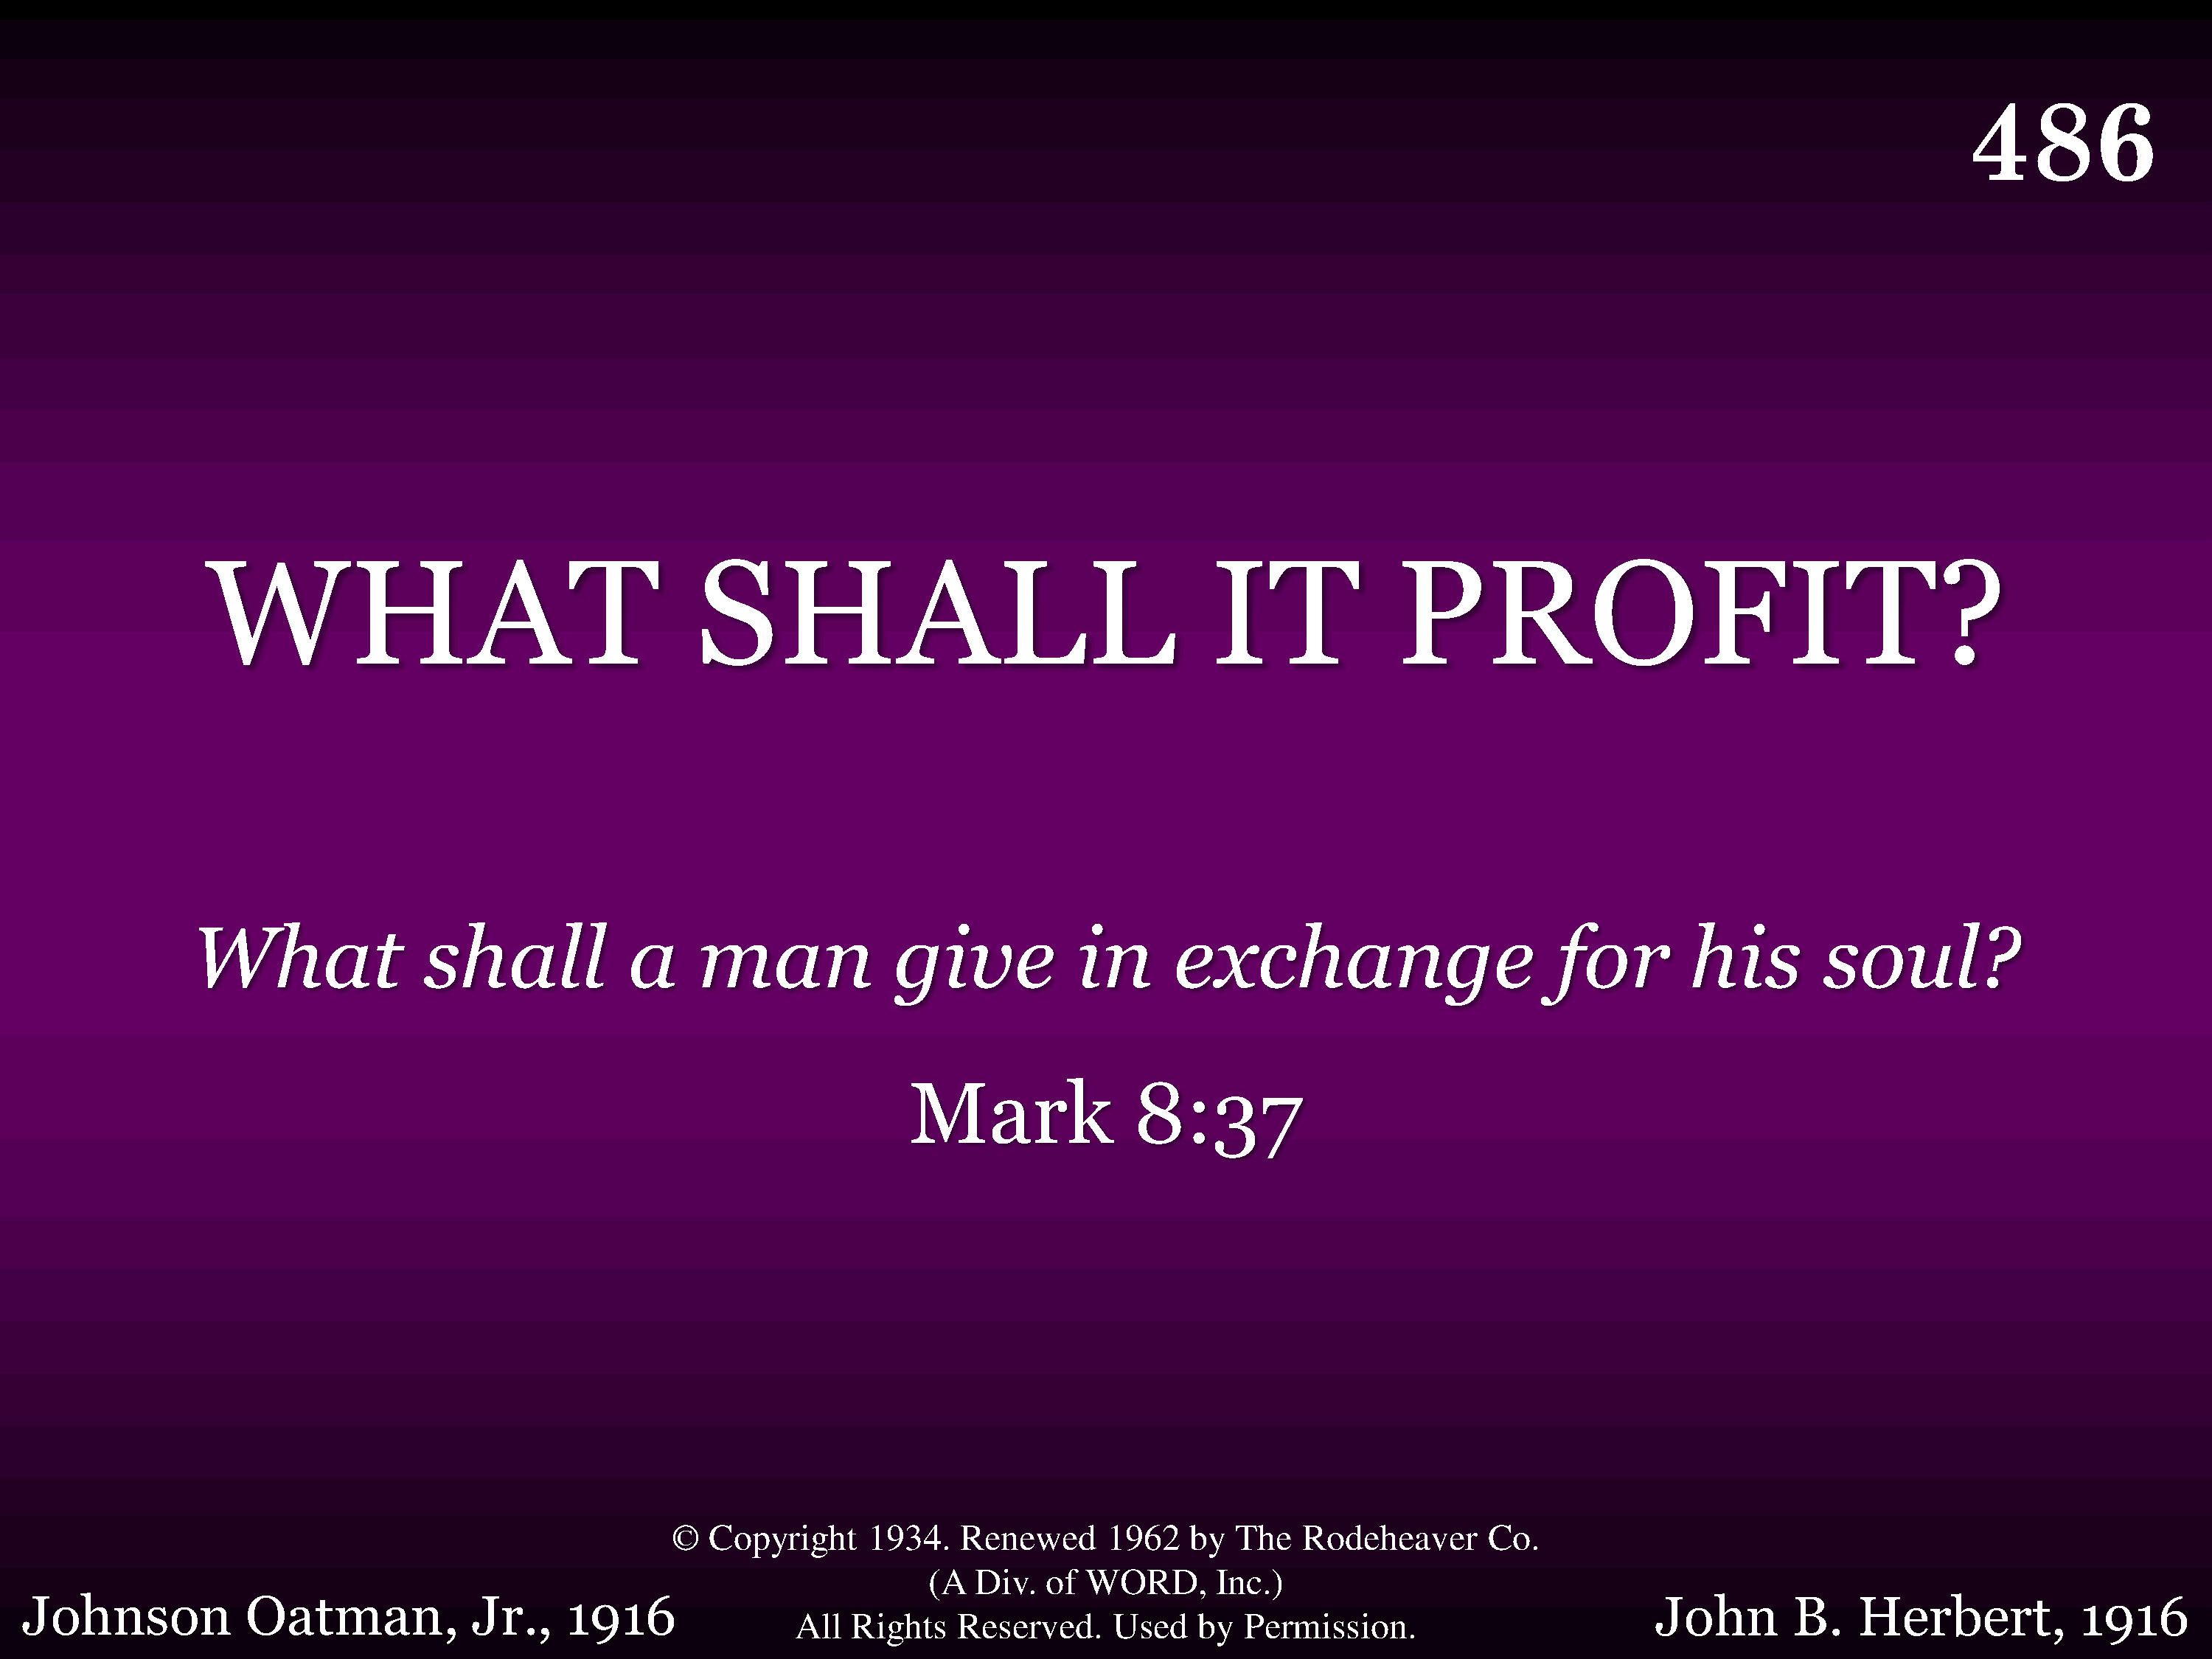 486
WHAT SHALL IT PROFIT?
What shall a man give in exchange for his soul?
Mark 8:37
© Copyright 1934. Renewed 1962 by The Rodeheaver Co.
(A Div. of WORD, Inc.)
All Rights Reserved. Used by Permission.
Johnson Oatman, Jr., 1916
John B. Herbert, 1916